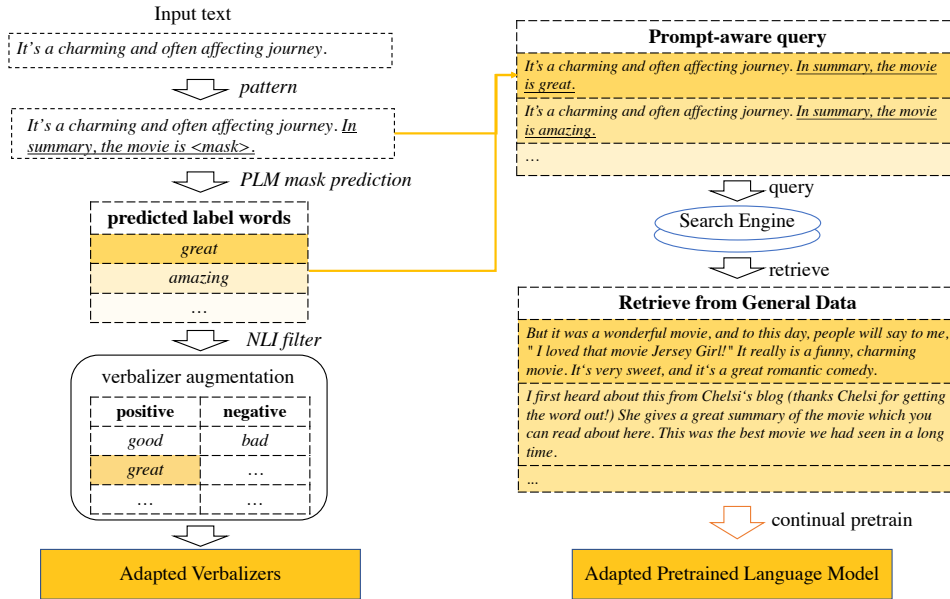 Input text
It's a charming and often affecting journey.
pattern
It's a charming and often affecting journey. In
summary, the movie is <mask>.
PLM mask prediction
predicted label words
great
amazing
…
NLI filter
verbalizer augmentation
positive negative
good bad
great …
… …
Adapted Verbalizers
Prompt-aware query
It's a charming and often affecting journey. In summary, the movie
is great.
It's a charming and often affecting journey. In summary, the movie
is amazing.
…
query
Search Engine
retrieve
Retrieve from General Data
But it was a wonderful movie, and to this day, people will say to me,
" I loved that movie Jersey Girl!" It really is a funny, charming
movie. It‘s very sweet, and it‘s a great romantic comedy.
I first heard about this from Chelsi‘s blog (thanks Chelsi for getting
the word out!) She gives a great summary of the movie which you
can read about here. This was the best movie we had seen in a long
time.
...
continual pretrain
Adapted Pretrained Language Model